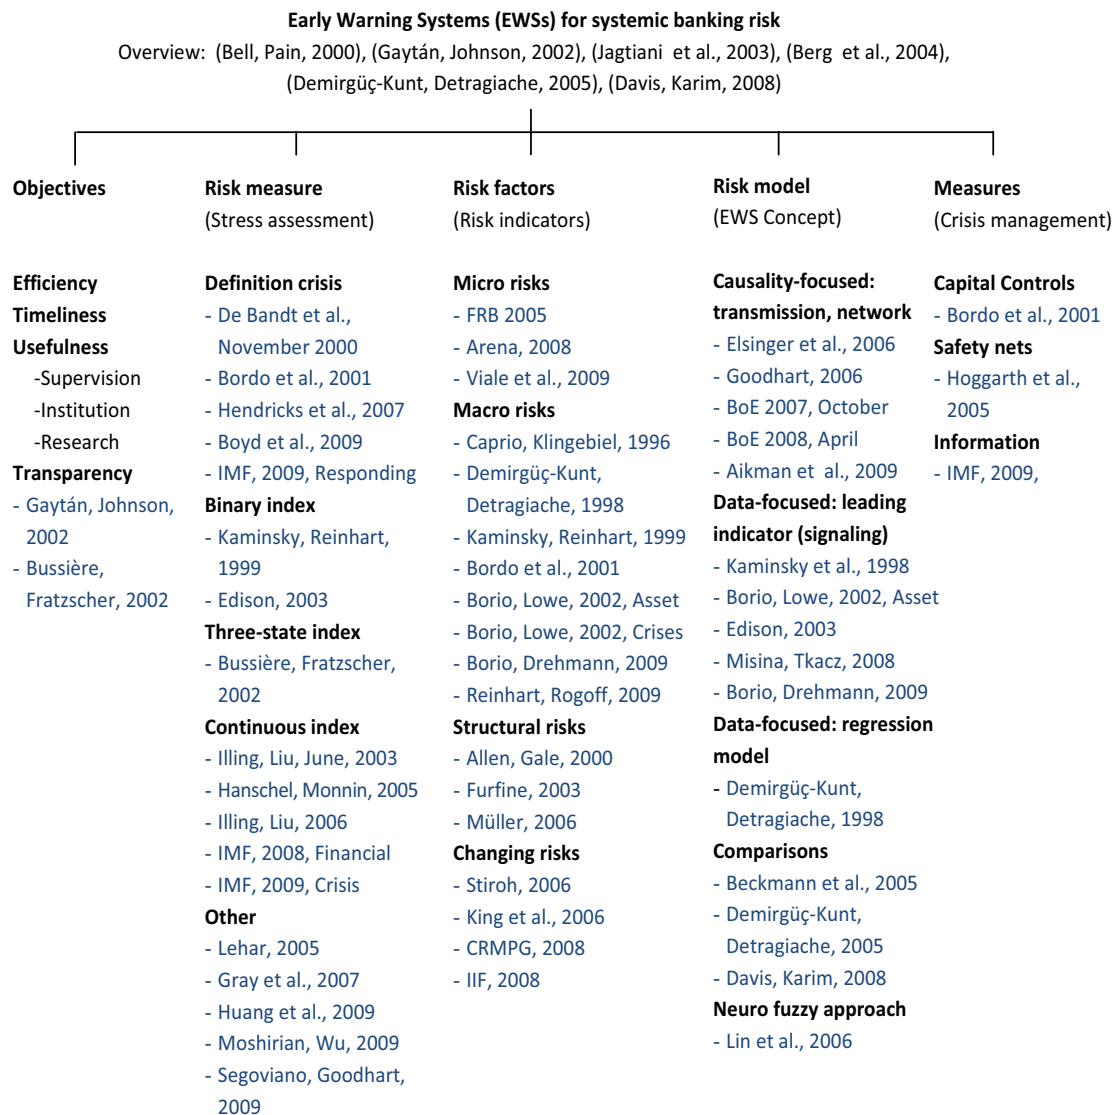 Early Warning Systems (EWSs) for systemic banking risk
Overview: (Bell, Pain, 2000), (Gaytán, Johnson, 2002), (Jagtiani et al., 2003), (Berg et al., 2004),
(Demirgüç-Kunt, Detragiache, 2005), (Davis, Karim, 2008)
Objectives
Efficiency
Timeliness
Usefulness
-Supervision
-Institution
-Research
Transparency
- Gaytán, Johnson,
2002
- Bussière,
Fratzscher, 2002
Risk measure
(Stress assessment)
Definition crisis
- De Bandt et al.,
November 2000
- Bordo et al., 2001
- Hendricks et al., 2007
- Boyd et al., 2009
- IMF, 2009, Responding
Binary index
- Kaminsky, Reinhart,
1999
- Edison, 2003
Three-state index
- Bussière, Fratzscher,
2002
Continuous index
- Illing, Liu, June, 2003
- Hanschel, Monnin, 2005
- Illing, Liu, 2006
- IMF, 2008, Financial
- IMF, 2009, Crisis
Other
- Lehar, 2005
- Gray et al., 2007
- Huang et al., 2009
- Moshirian, Wu, 2009
- Segoviano, Goodhart,
2009
Risk factors
(Risk indicators)
Micro risks
- FRB 2005
- Arena, 2008
- Viale et al., 2009
Macro risks
- Caprio, Klingebiel, 1996
- Demirgüç-Kunt,
Detragiache, 1998
- Kaminsky, Reinhart, 1999
- Bordo et al., 2001
- Borio, Lowe, 2002, Asset
- Borio, Lowe, 2002, Crises
- Borio, Drehmann, 2009
- Reinhart, Rogoff, 2009
Structural risks
- Allen, Gale, 2000
- Furfine, 2003
- Müller, 2006
Changing risks
- Stiroh, 2006
- King et al., 2006
- CRMPG, 2008
- IIF, 2008
Risk model
(EWS Concept)
Causality-focused:
transmission, network
- Elsinger et al., 2006
- Goodhart, 2006
- BoE 2007, October
- BoE 2008, April
- Aikman et al., 2009
Data-focused: leading
indicator (signaling)
- Kaminsky et al., 1998
- Borio, Lowe, 2002, Asset
- Edison, 2003
- Misina, Tkacz, 2008
- Borio, Drehmann, 2009
Data-focused: regression
model
- Demirgüç-Kunt,
Detragiache, 1998
Comparisons
- Beckmann et al., 2005
- Demirgüç-Kunt,
Detragiache, 2005
- Davis, Karim, 2008
Neuro fuzzy approach
- Lin et al., 2006
Measures
(Crisis management)
Capital Controls
- Bordo et al., 2001
Safety nets
- Hoggarth et al.,
2005
Information
- IMF, 2009,